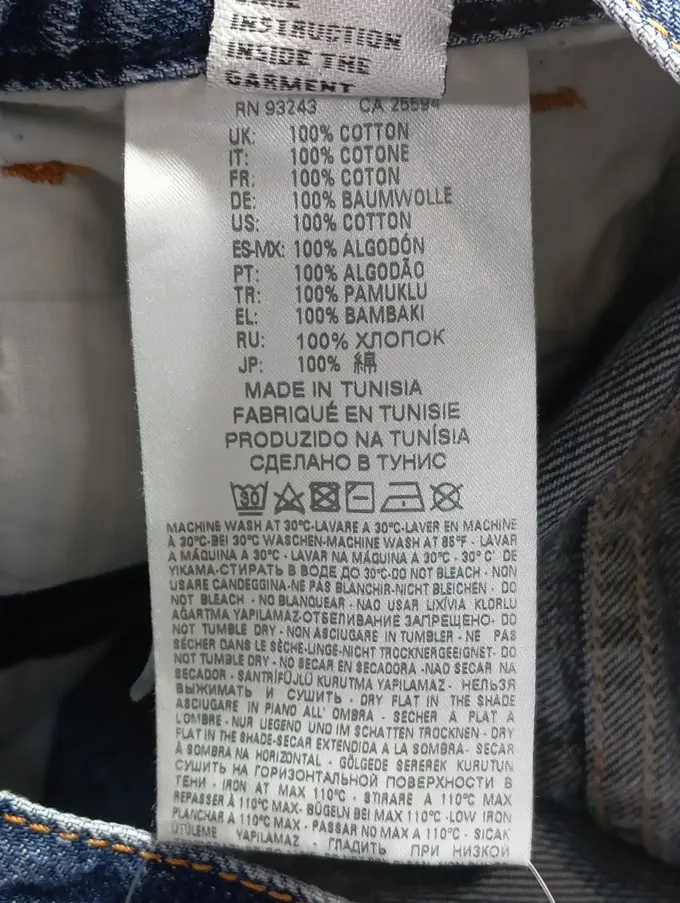 INSTRUCTION
INSIDE THE
GARMENT
RN 93243 CA 25594
UK: 100% COTTON
IT: 100% COTONE
FR: 100% COTON
DE: 100% BAUMWOLLE
US: 100% COTTON
ES-MX: 100% ALGODÓN
PT: 100% ALGODÃO
TR: 100% PAMUKLU
EL: 100% BAMBAKI
RU: 100% ХЛОПОК
JP: 100% 綿
MADE IN TUNISIA
FABRIQUÉ EN TUNISIE
PRODUZIDO NA TUNÍSIA
СДЕЛАНО В ТУНИС
30
MACHINE WASH AT 30°C-LAVARE A 30°C-LAVER EN MACHINE
A 30°C-BEI 30°C WASCHEN-MACHINE WASH AT 85°F - LAVAR
A MÁQUINA A 30°C - LAVAR NA MÁQUINA A 30°C - 30° C' DE
YIKAMA-СТИРАТЬ В ВОДЕ ДО 30°C-DO NOT BLEACH - NON
USARE CANDEGGINA-NE PAS BLANCHIR-NICHT BLEICHEN - DO
NOT BLEACH - NO BLANQUEAR - NAO USAR LIXÍVIA KLORLU
AĞARTMA YAPILAMAZ-ОТБЕЛИВАНИЕ ЗАПРЕЩЕНО- DO
NOT TUMBLE DRY - NON ASCIUGARE IN TUMBLER - NE PAS
SÉCHER DANS LE SÈCHE-LINGE-NICHT TROCKNERGEEIGNET- DO
NOT TUMBLE DRY - NO SECAR EN SECADORA -NAO SECAR NA
SECADOR - SANTRİFÜJLÜ KURUTMA YAPILAMAZ - НЕЛЬЗЯ
ВЫЖИМАТЬ И СУШИТЬ - DRY FLAT IN THE SHADE
ASCIUGARE IN PIANO ALL' OMBRA - SÉCHER A PLAT A
L'OMBRE - NUR LIEGEND UND IM SCHATTEN TROCKNEN - DRY
FLAT IN THE SHADE-SECAR EXTENDIDA A LA SOMBRA- SECAR
À SOMBRA NA HORIZONTAL - GÖLGEDE SEREREK KURUTUN
СУШИТЬ НА ГОРИЗОНТАЛЬНОЙ ПОВЕРХНОСТИ В
ТЕНИ - IRON AT MAX 110°C - STIRARE A 110°C MAX
REPASSER À 110°C MAX- BÜGELN BEI MAX 110°C -LOW IRON
PLANCHAR A 110°C MAX - PASSAR NO MAX A 110°C - SICAK
ÜTÜLEME YAPILAMAZ - ГЛАДИТЬ ПРИ НИЗКОЙ